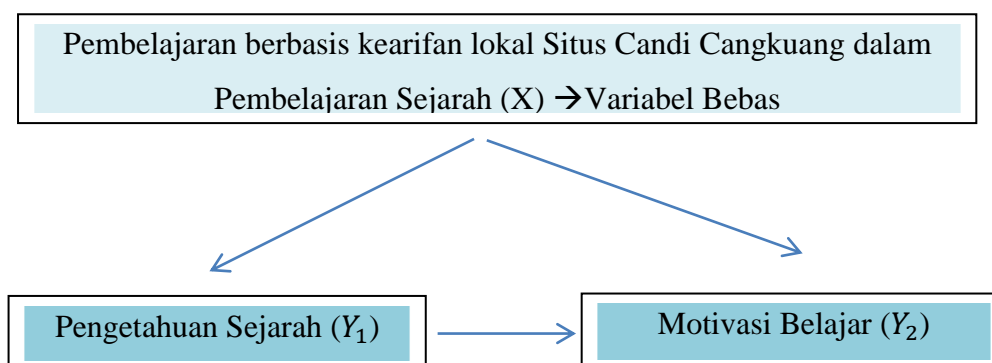 Pembelajaran berbasis kearifan lokal Situs Candi Cangkuang dalam
Pembelajaran Sejarah (X) →Variabel Bebas
Pengetahuan Sejarah (𝑌₁)
Motivasi Belajar (𝑌₂)